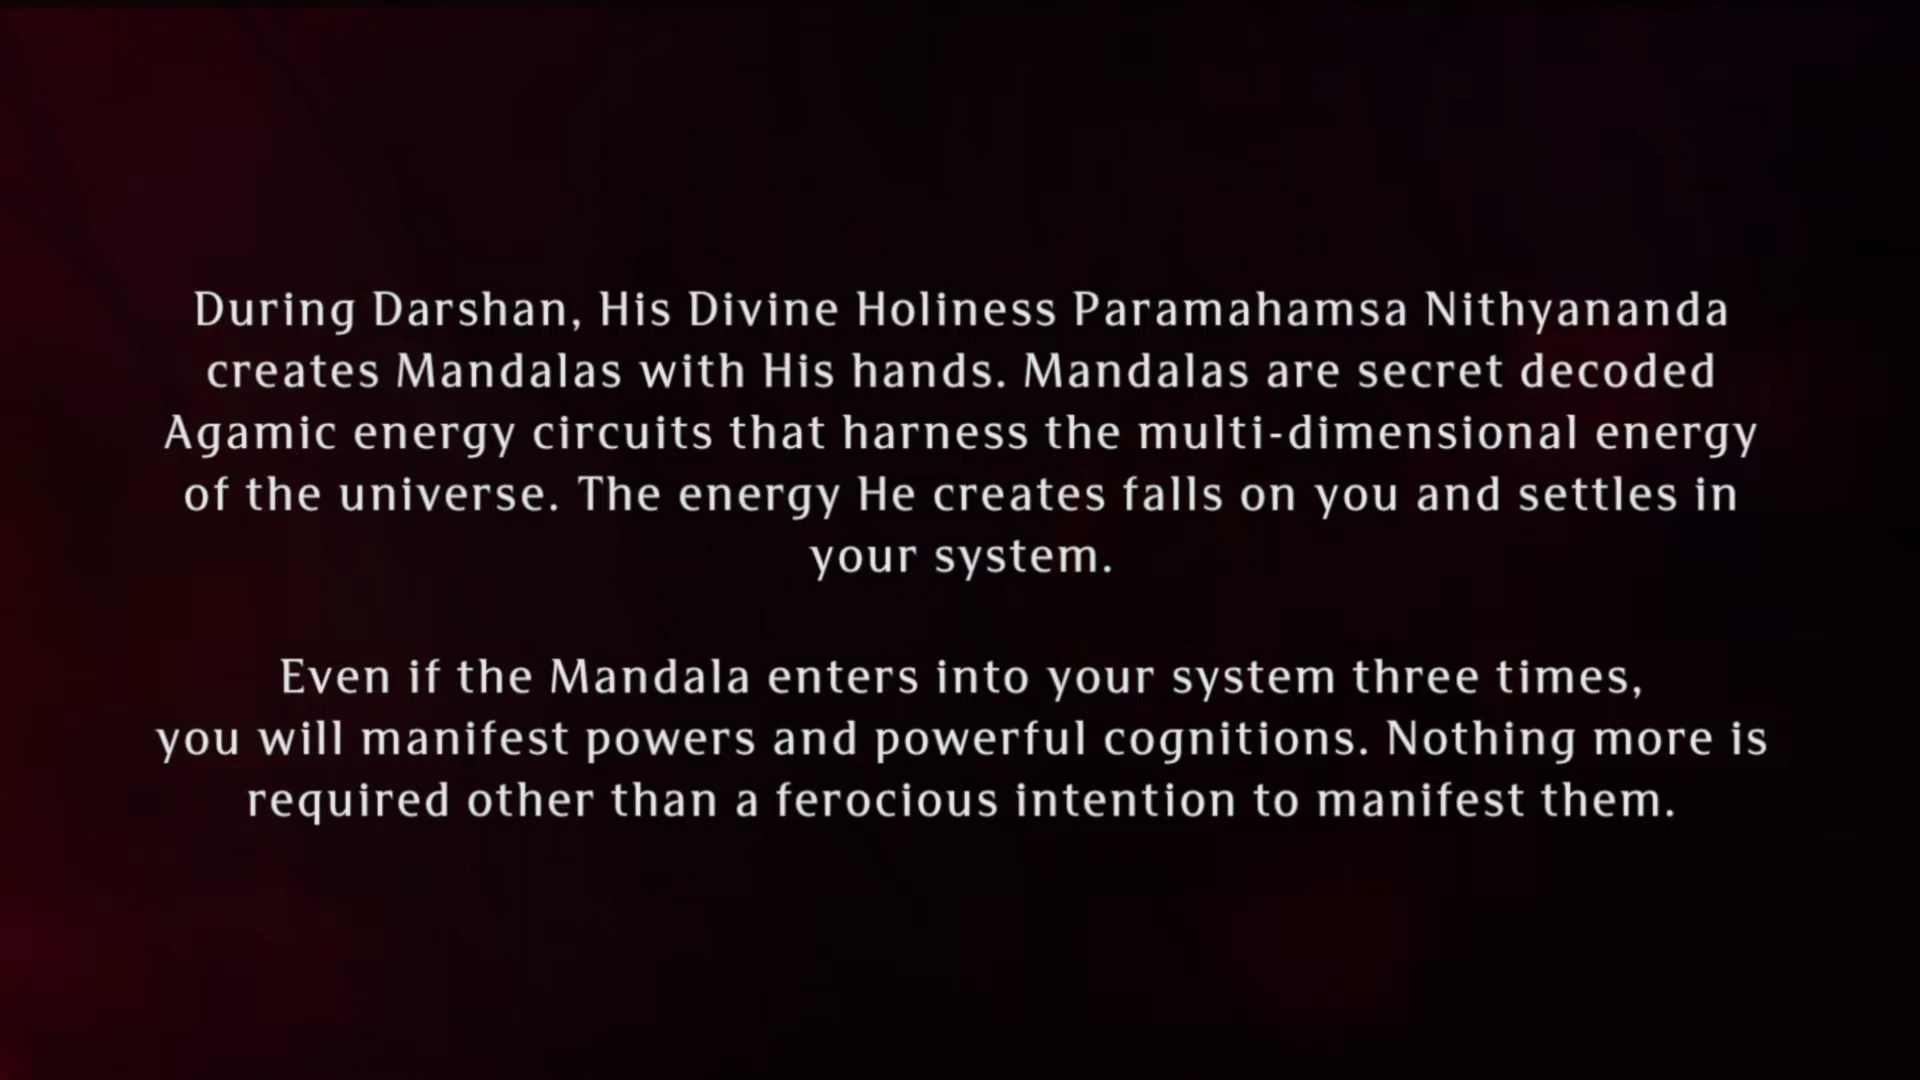 During Darshan, His Divine Holiness Paramahamsa Nithyananda
creates Mandalas with His hands. Mandalas are secret decoded
Agamic energy circuits that harness the multi-dimensional energy
of the universe. The energy He creates falls on you and settles in
your system.
Even if the Mandala enters into your system three times,
you will manifest powers and powerful cognitions. Nothing more is
required other than a ferocious intention to manifest them.